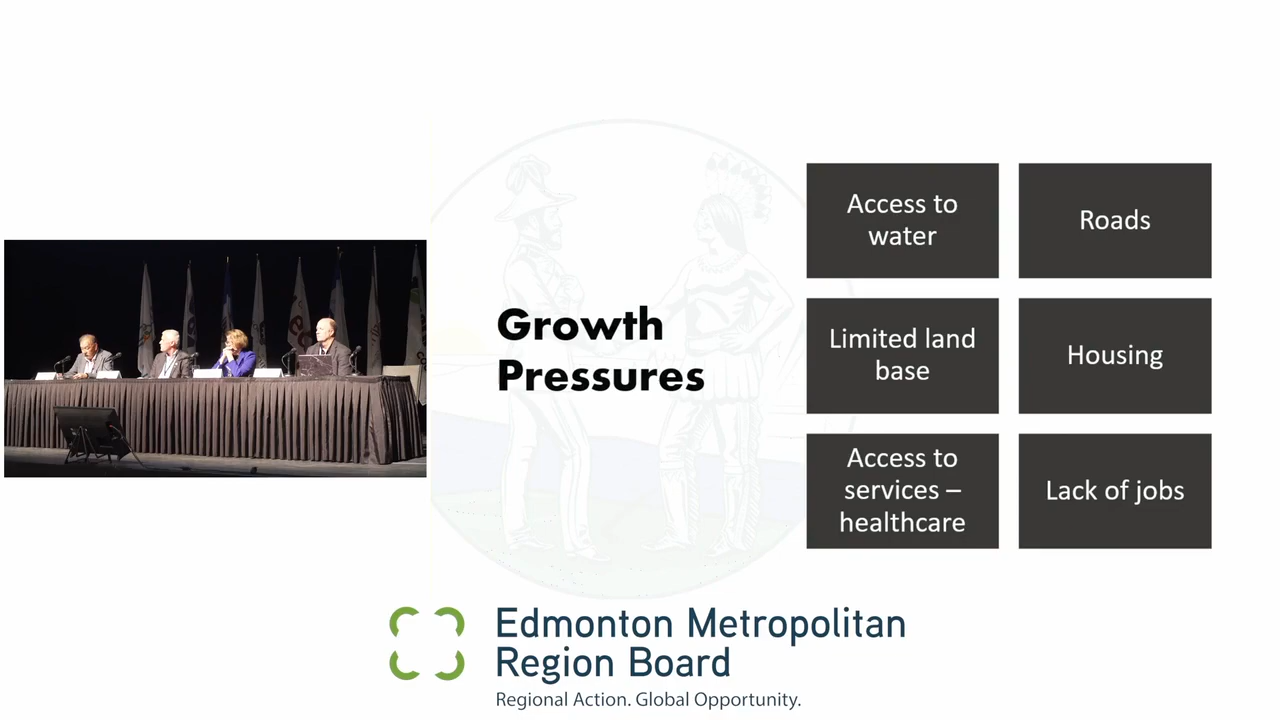 Growth
Pressures
Access to
water
Roads
Limited land
base
Housing
Access to
services –
healthcare
Lack of jobs
Edmonton Metropolitan
Region Board
Regional Action. Global Opportunity.